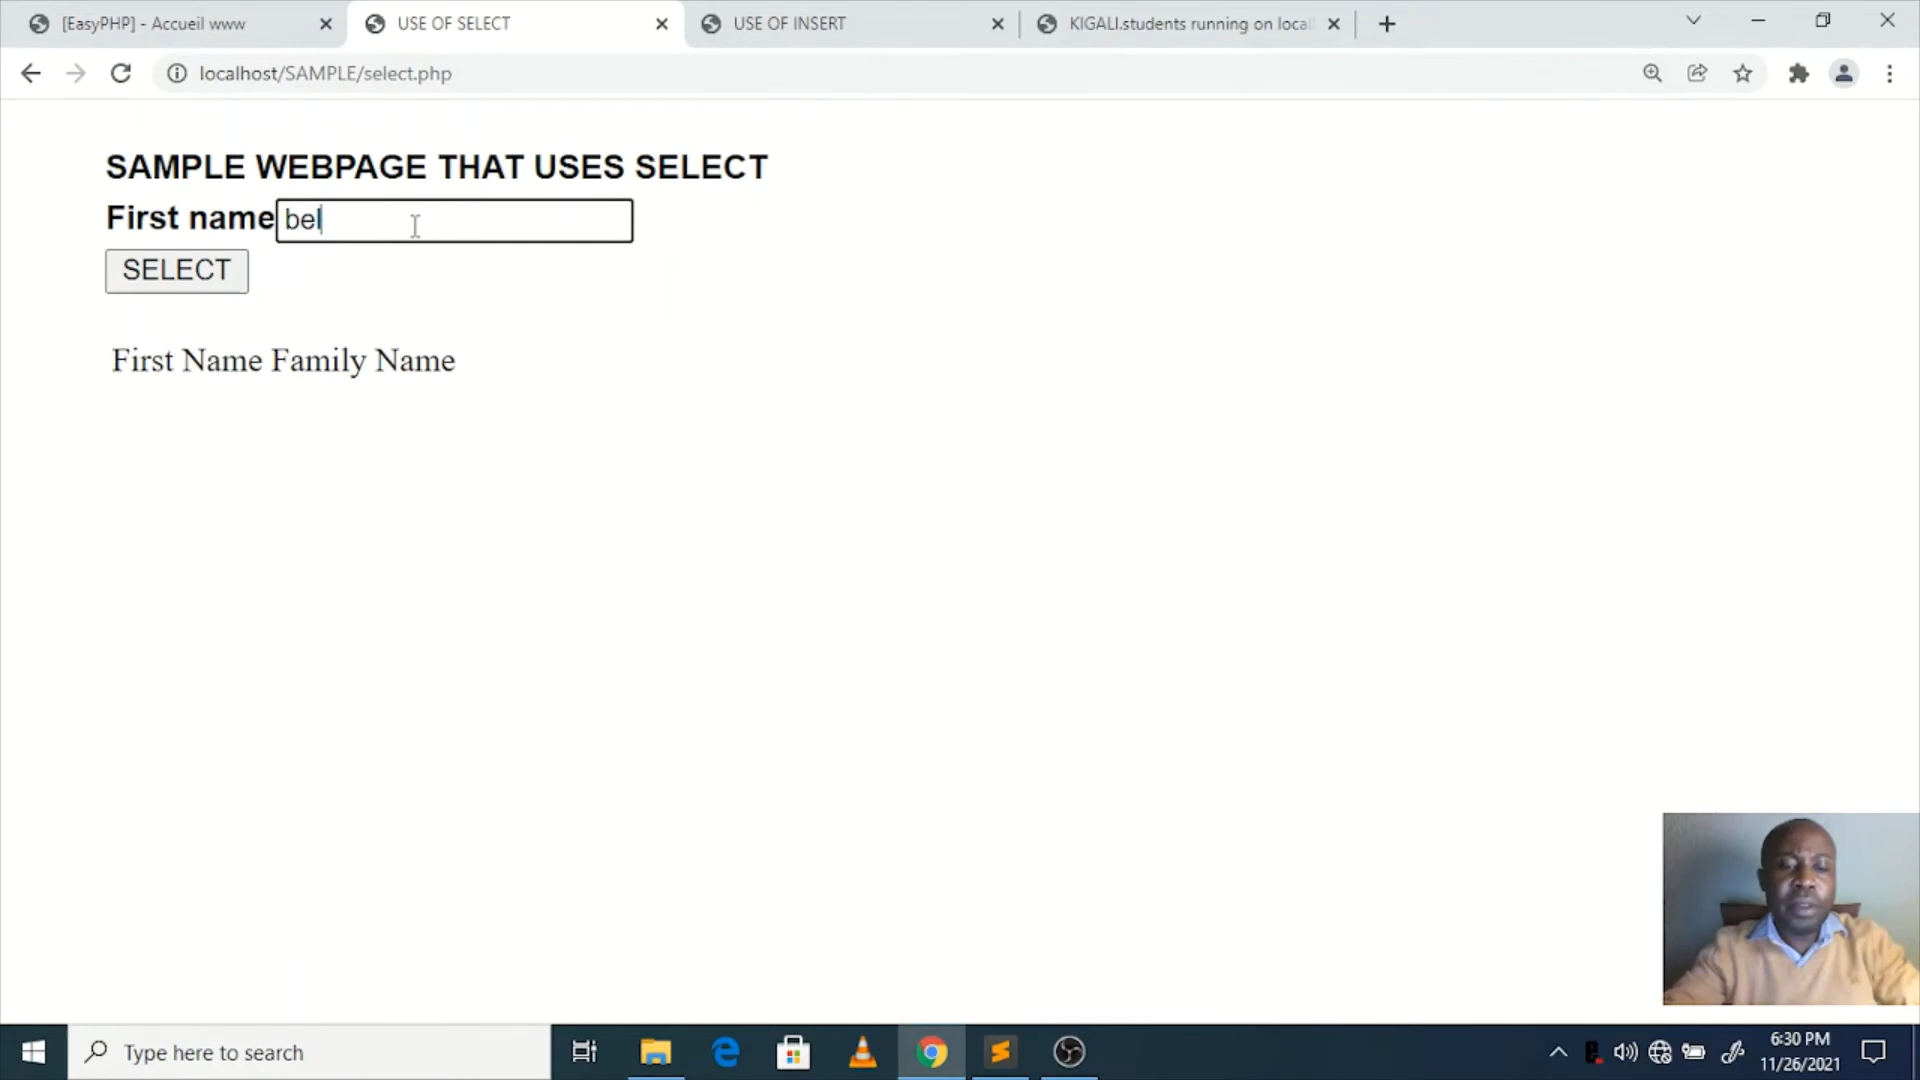 [EasyPHP] - Accueil www
USE OF SELECT
USE OF INSERT
KIGALI.students running on local
localhost/SAMPLE/select.php
SAMPLE WEBPAGE THAT USES SELECT
First name bel
SELECT
First Name Family Name
Type here to search
6:30 PM
11/26/2021